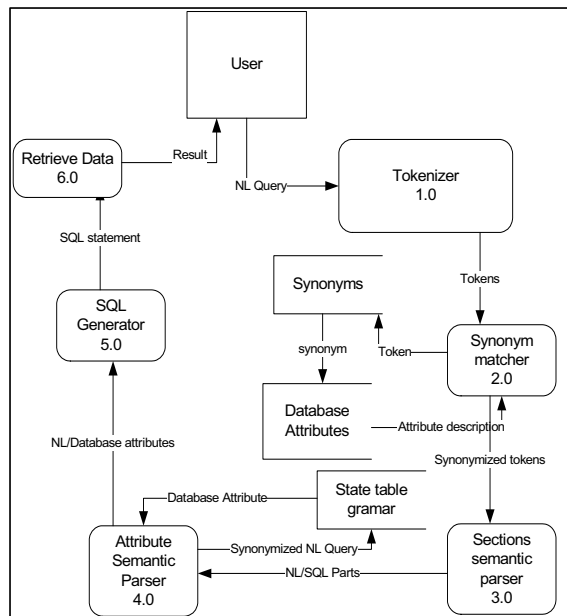 User
Retrieve Data
6.0
Result
NL Query
Tokenizer
1.0
SQL statement
Tokens
Synonyms
SQL
Generator
5.0
synonym
Token
Synonym
matcher
2.0
Database
Attributes
Attribute description
NL/Database attributes
Synonymized tokens
Database Attribute
State table
gramar
Attribute
Semantic
Parser
4.0
Synonymized NL Query
NL/SQL Parts
Sections
semantic
parser
3.0